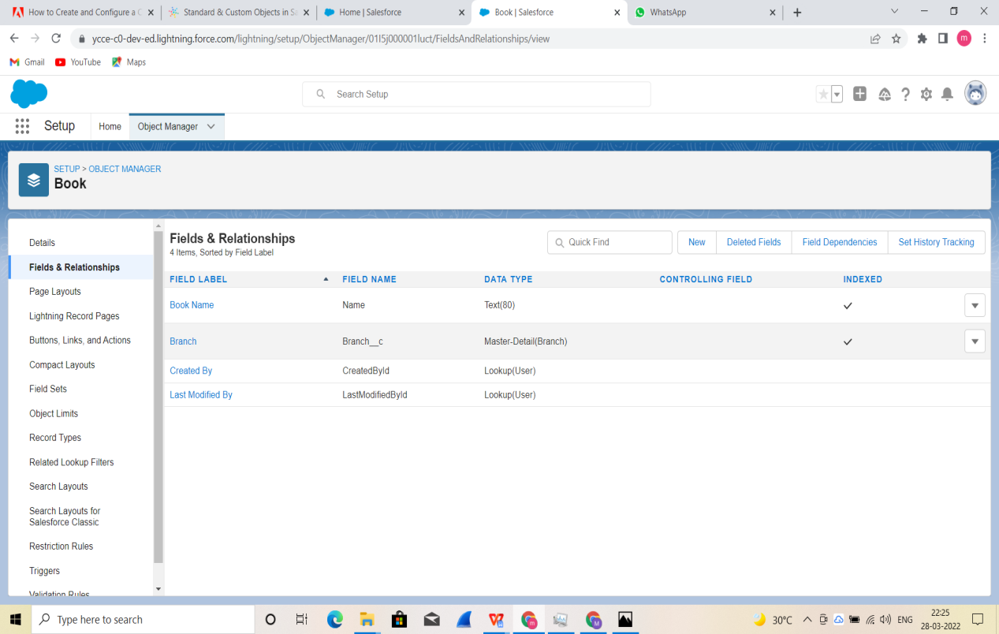 How to Create and Configure a C
Standard & Custom Objects in Sa
Home | Salesforce
Book | Salesforce
WhatsApp
ycce-c0-dev-ed.lightning.force.com/lightning/setup/ObjectManager/01I5j000001luct/FieldsAndRelationships/view
m
Gmail
YouTube
Maps
Search Setup
Setup
Home
Object Manager
SETUP > OBJECT MANAGER
Book
Details
Fields & Relationships
Page Layouts
Lightning Record Pages
Buttons, Links, and Actions
Compact Layouts
Field Sets
Object Limits
Record Types
Related Lookup Filters
Search Layouts
Search Layouts for
Salesforce Classic
Restriction Rules
Triggers
Validation Rules
Fields & Relationships
4 Items, Sorted by Field Label
Quick Find
New
Deleted Fields
Field Dependencies
Set History Tracking
FIELD LABEL FIELD NAME DATA TYPE CONTROLLING FIELD INDEXED
Book Name Name Text(80)
Branch Branch__c Master-Detail(Branch)
Created By CreatedById Lookup(User)
Last Modified By LastModifiedById Lookup(User)
Type here to search
30°C
ENG
22:25
28-03-2022